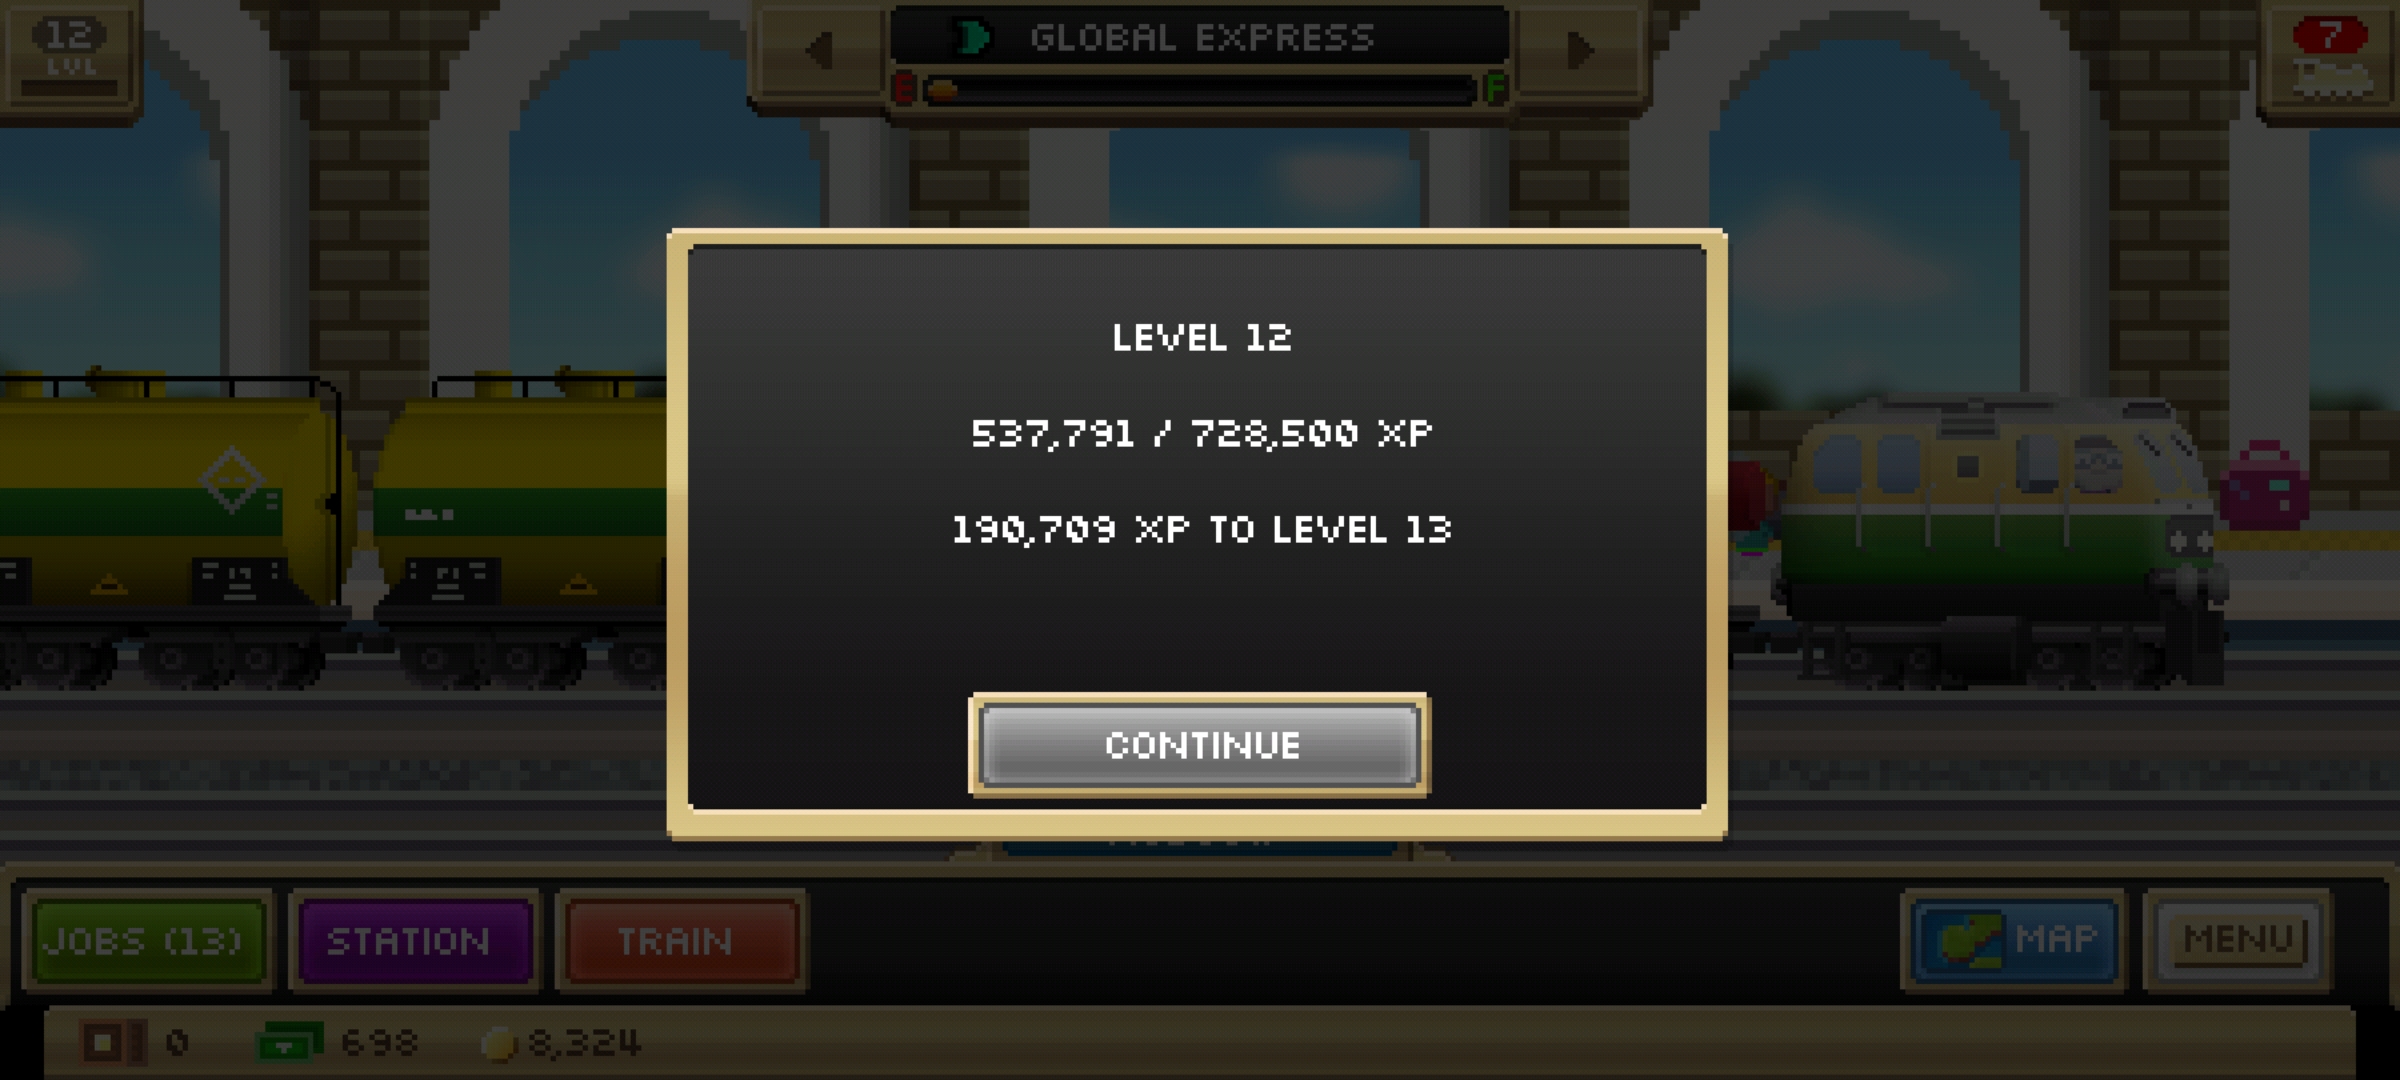 12
LVL
GLOBAL EXPRESS
E F
7
LEVEL 12
537,791 / 728,500 XP
190,709 XP TO LEVEL 13
CONTINUE
JOBS (13)
STATION
TRAIN
MAP
MENU
0
698
8,324